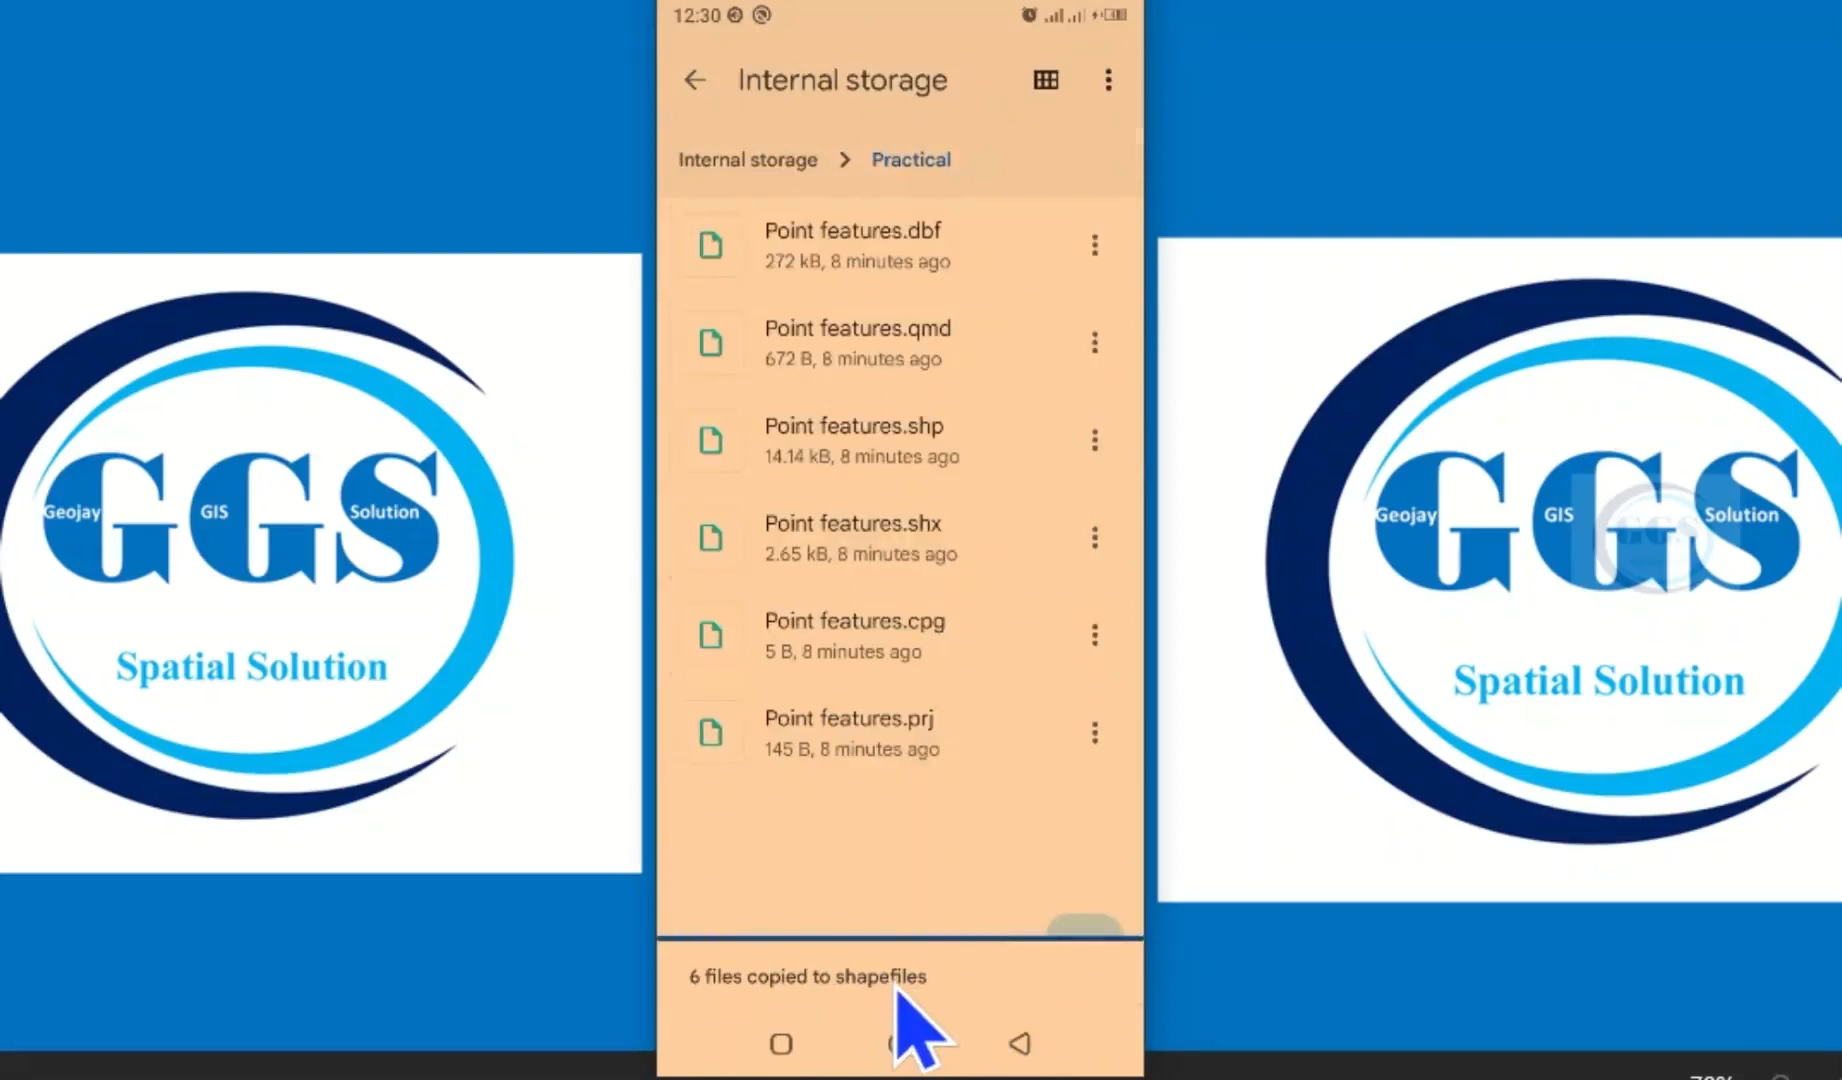 12:30
Internal storage
Internal storage > Practical
Point features.dbf
272 kB, 8 minutes ago
Point features.qmd
672 B, 8 minutes ago
Point features.shp
14.14 kB, 8 minutes ago
Point features.shx
2.65 kB, 8 minutes ago
Point features.cpg
5 B, 8 minutes ago
Point features.prj
145 B, 8 minutes ago
6 files copied to shapefiles
GGS
Geojay GIS Solution
Spatial Solution
GGS
Geojay GIS Solution
Spatial Solution